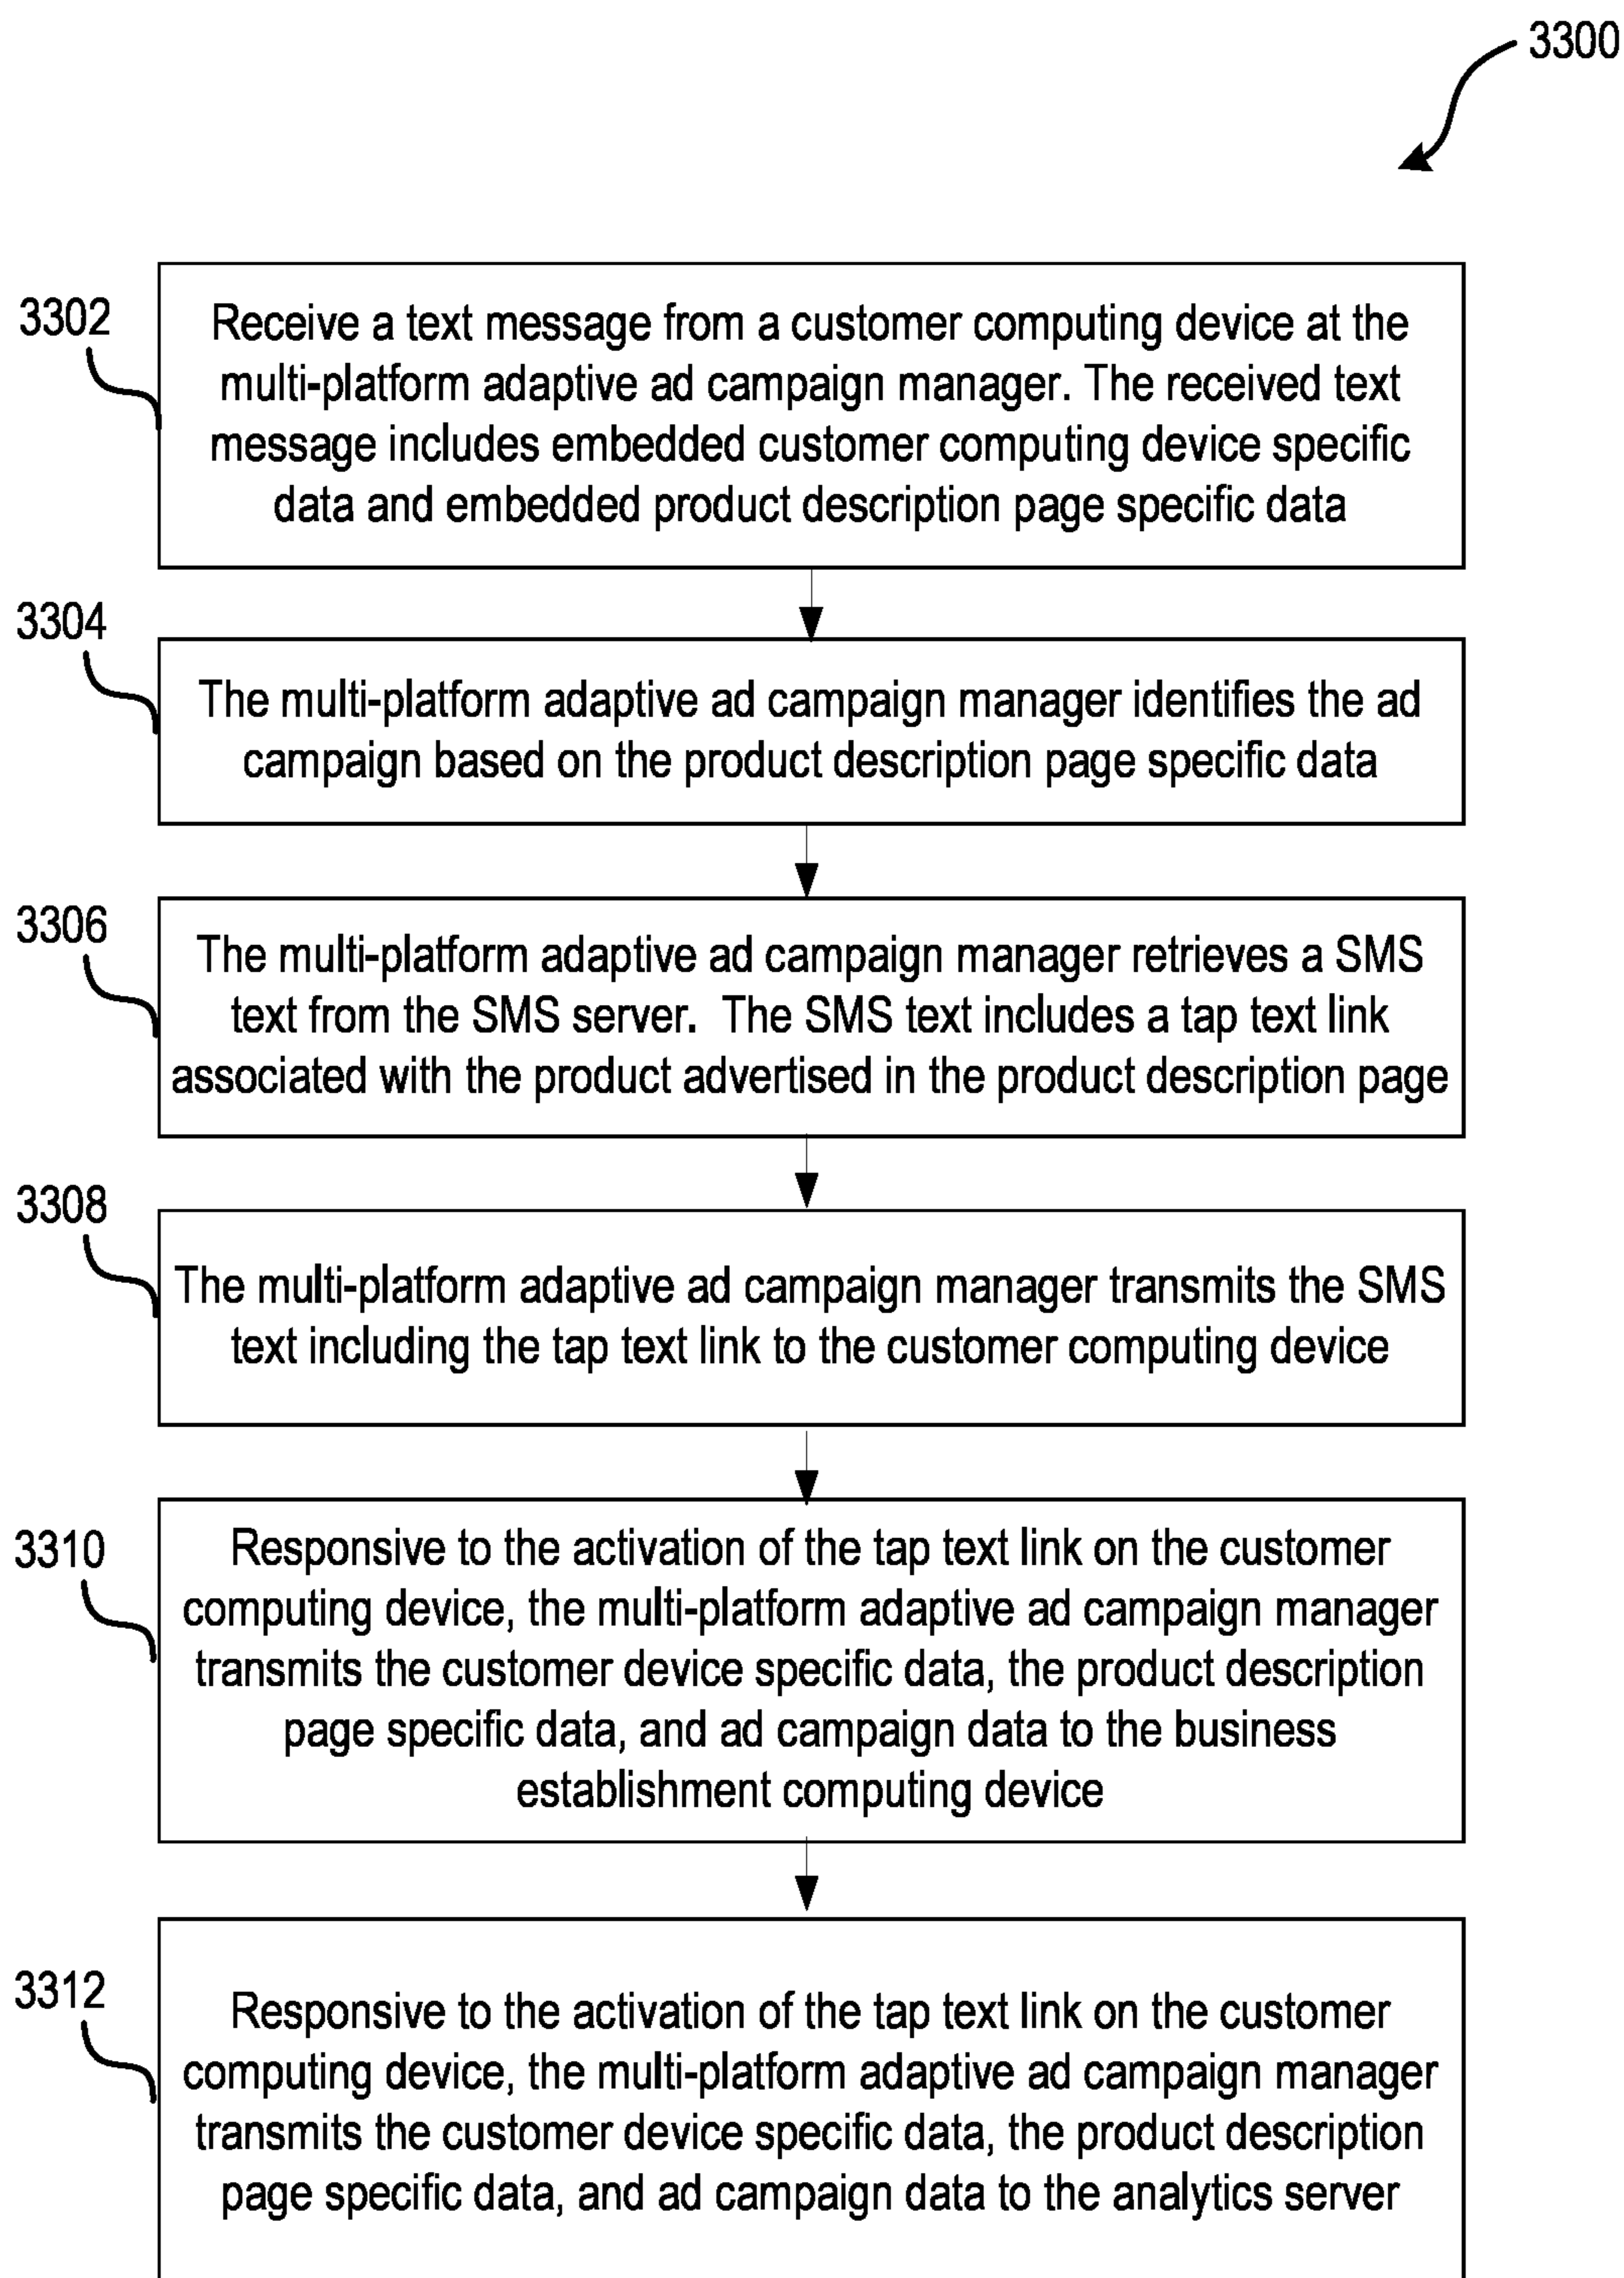 3300
3302
Receive a text message from a customer computing device at the
multi-platform adaptive ad campaign manager. The received text
message includes embedded customer computing device specific
data and embedded product description page specific data
3304
The multi-platform adaptive ad campaign manager identifies the ad
campaign based on the product description page specific data
3306
The multi-platform adaptive ad campaign manager retrieves a SMS
text from the SMS server. The SMS text includes a tap text link
associated with the product advertised in the product description page
3308
The multi-platform adaptive ad campaign manager transmits the SMS
text including the tap text link to the customer computing device
3310
Responsive to the activation of the tap text link on the customer
computing device, the multi-platform adaptive ad campaign manager
transmits the customer device specific data, the product description
page specific data, and ad campaign data to the business
establishment computing device
3312
Responsive to the activation of the tap text link on the customer
computing device, the multi-platform adaptive ad campaign manager
transmits the customer device specific data, the product description
page specific data, and ad campaign data to the analytics server